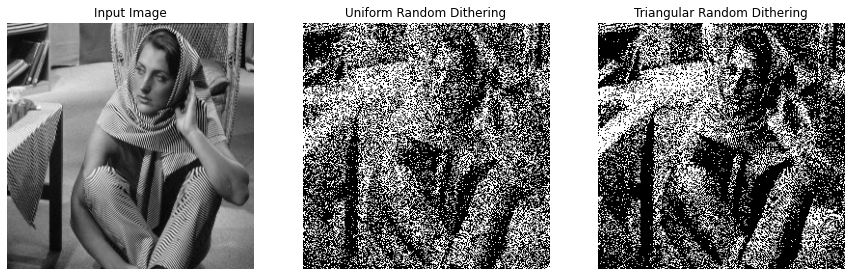 Input Image
Uniform Random Dithering
Triangular Random Dithering